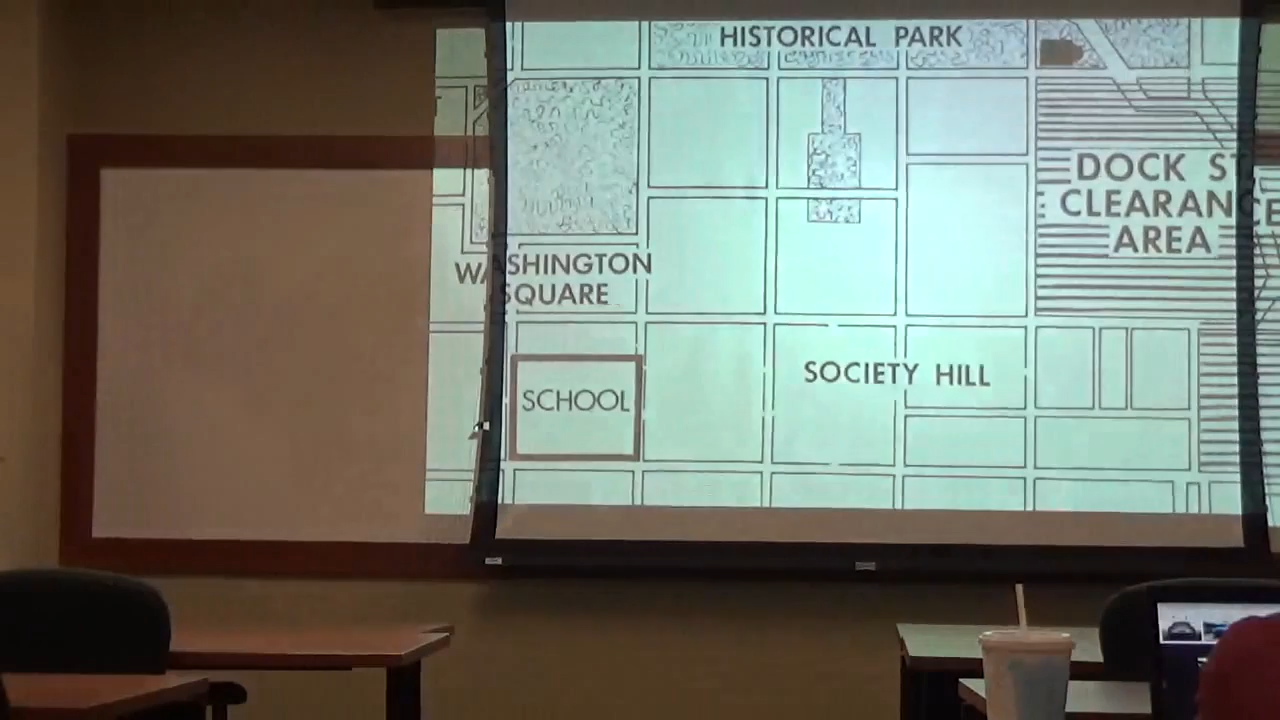 HISTORICAL PARK
DOCK ST
CLEARANCE
AREA
WASHINGTON
SQUARE
SOCIETY HILL
SCHOOL